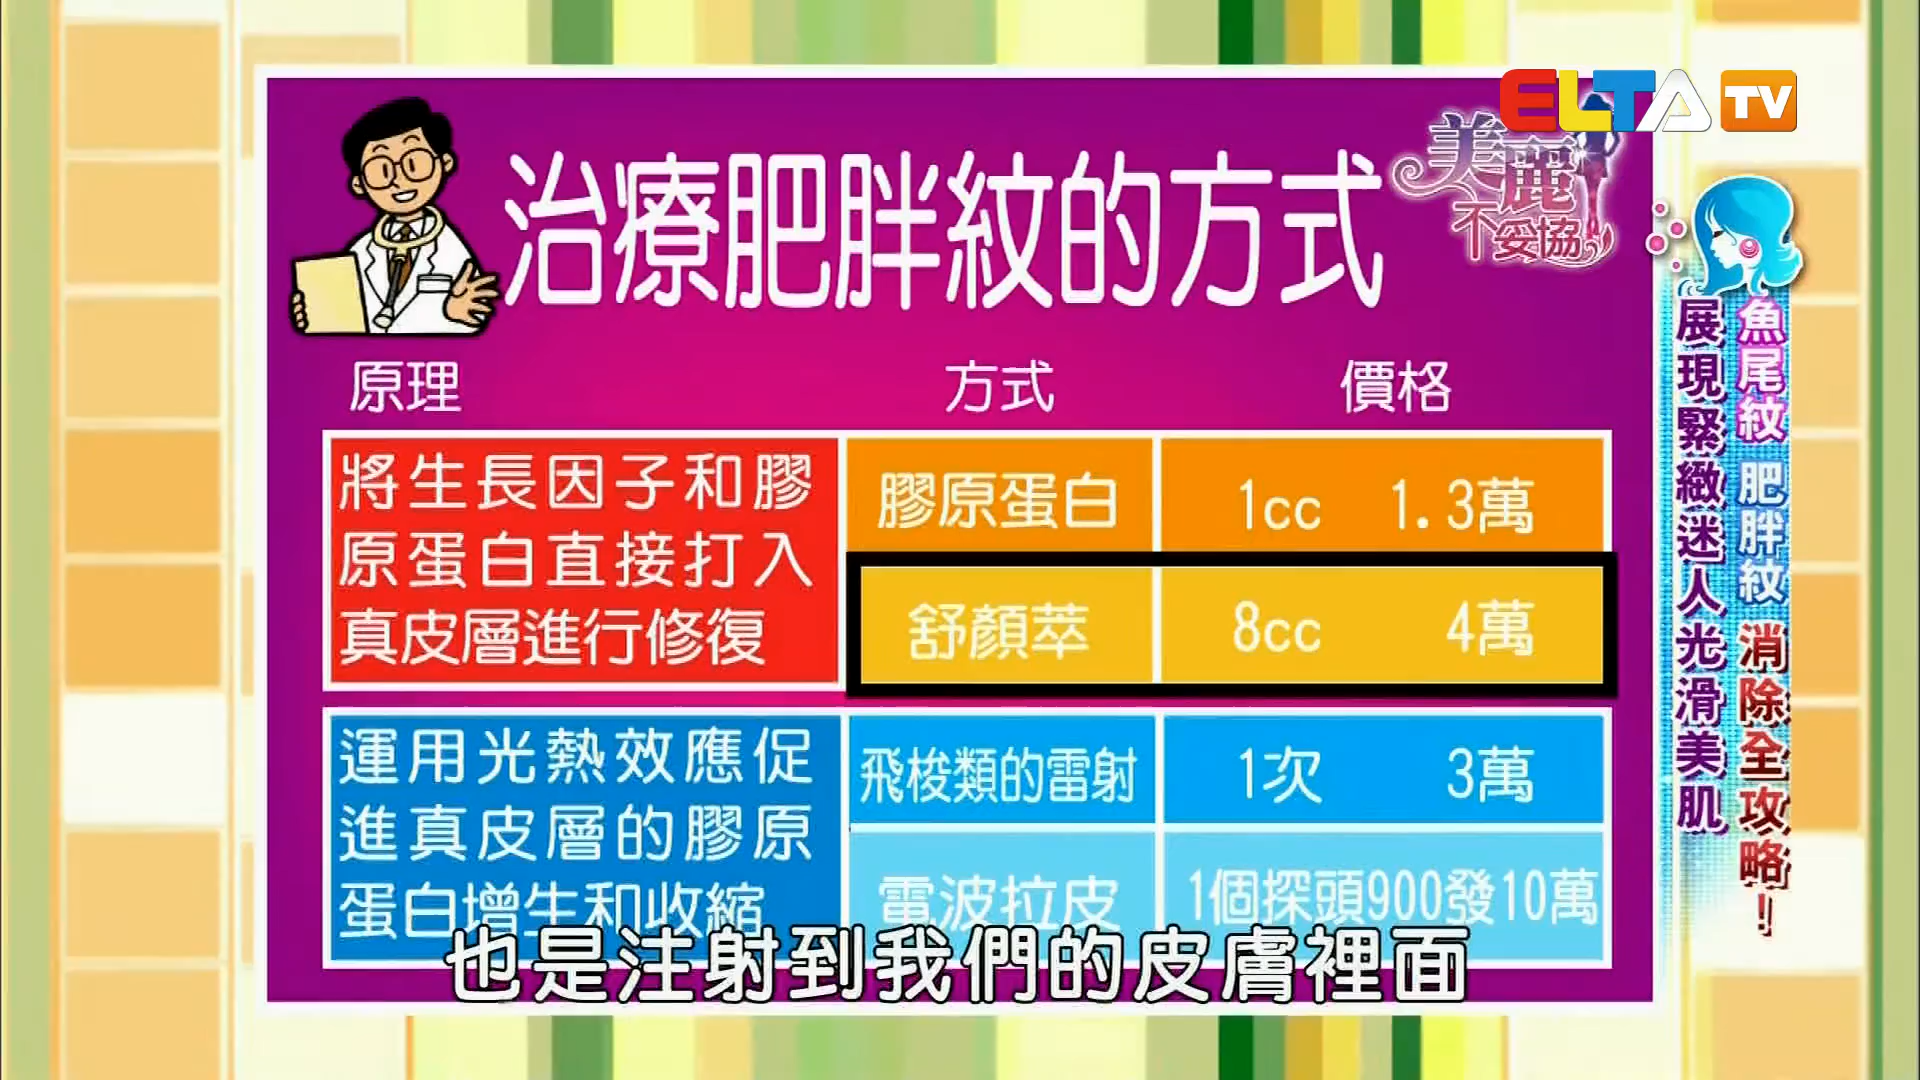 ELTA TV
美麗
不妥協
治療肥胖紋的方式
原理 方式 價格
將生長因子和膠
原蛋白直接打入
真皮層進行修復
膠原蛋白 1cc 1.3萬
舒顏萃 8cc 4萬
運用光熱效應促
進真皮層的膠原
蛋白增生和收縮
飛梭類的雷射 1次 3萬
電波拉皮 1個探頭900發10萬
魚尾紋 肥胖紋 消除全攻略！
展現緊緻迷人光滑美肌
也是注射到我們的皮膚裡面